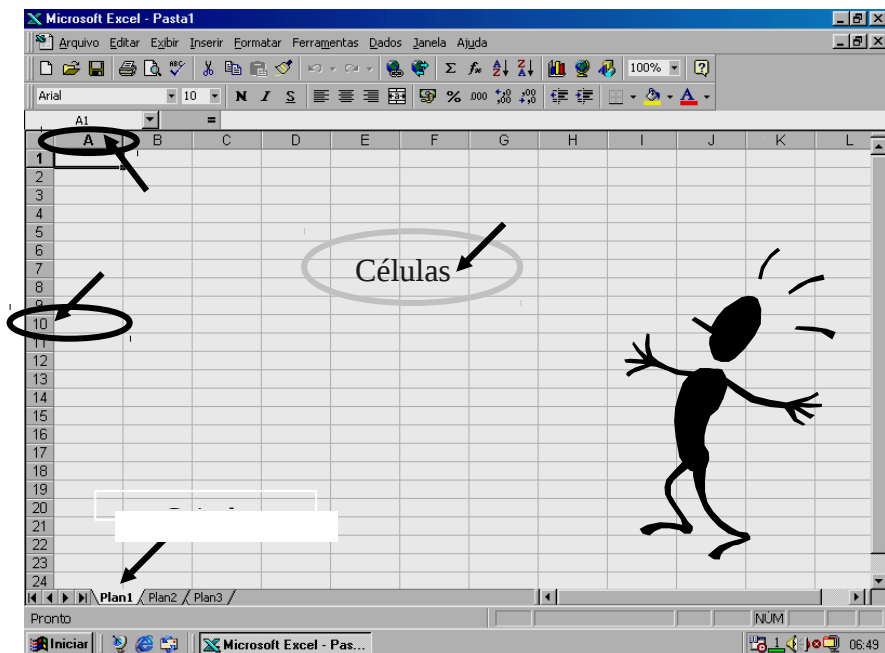 Microsoft Excel - Pasta1
Arquivo Editar Exibir Inserir Formatar Ferramentas Dados Janela Ajuda
100%
Arial 10 N I S % 000
A1 =
A B C D E F G H I J K L
1
2
3
4
5
6
7
8
9
10
11
12
13
14
15
16
17
18
19
20
21
22
23
24
Células
Plan1 Plan2 Plan3
Pronto NÚM
Iniciar Microsoft Excel - Pas... 06:49